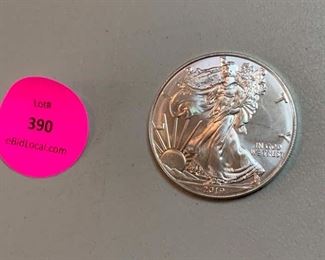 Lot#
390
eBidLocal.com
L
T Y
IN GOD
WE TRUST